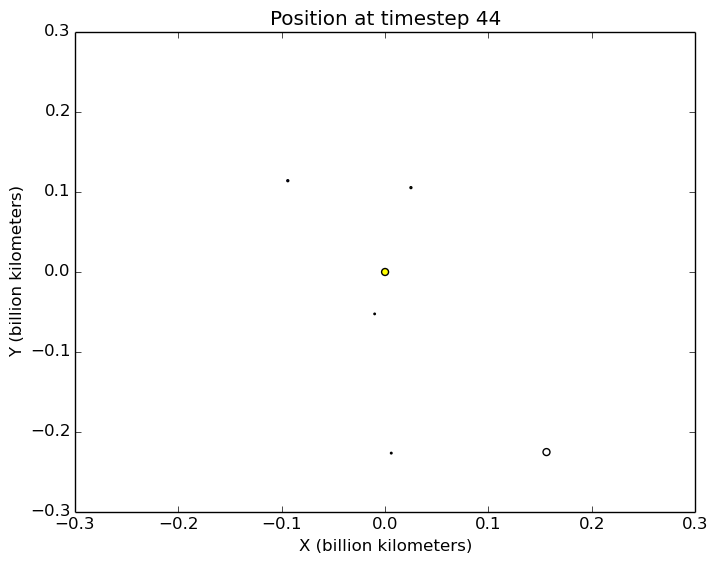 Position at timestep 44
0.3
0.2
0.1
0.0
−0.1
−0.2
−0.3
Y (billion kilometers)
−0.3 −0.2 −0.1 0.0 0.1 0.2 0.3
X (billion kilometers)